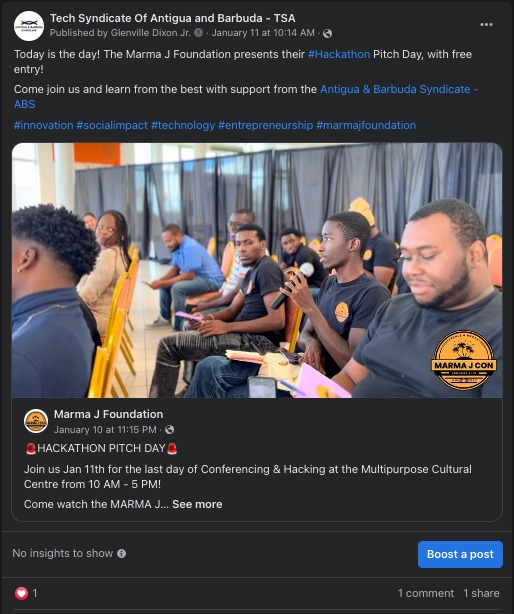 Tech Syndicate Of Antigua and Barbuda - TSA
Published by Glenville Dixon Jr. · January 11 at 10:14 AM ·
Today is the day! The Marma J Foundation presents their #Hackathon Pitch Day, with free
entry!
Come join us and learn from the best with support from the Antigua & Barbuda Syndicate -
ABS
#innovation #socialimpact #technology #entrepreneurship #marmajfoundation
MARMA J CON
Marma J Foundation
January 10 at 11:15 PM ·
🚨HACKATHON PITCH DAY🚨
Join us Jan 11th for the last day of Conferencing & Hacking at the Multipurpose Cultural
Centre from 10 AM - 5 PM!
Come watch the MARMA J... See more
No insights to show
Boost a post
1
1 comment 1 share